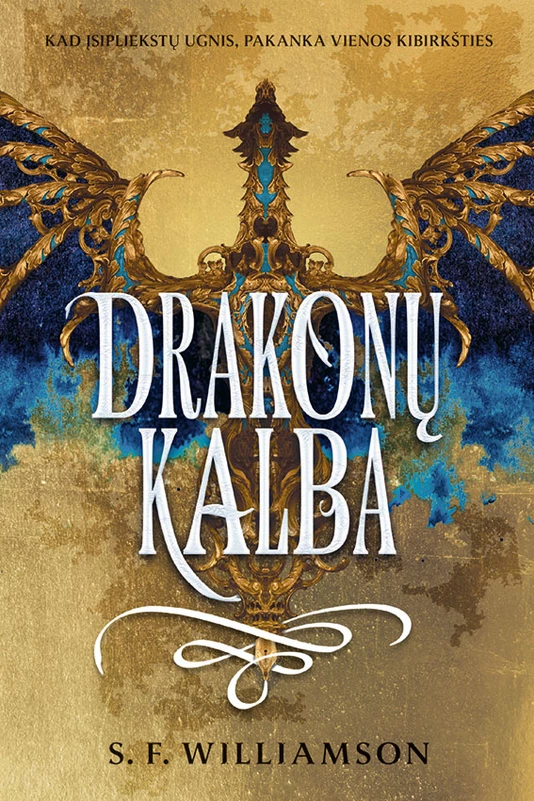 KAD ĮSIPLIEKSTŲ UGNIS, PAKANKA VIENOS KIBIRKŠTIES
DRAKONŲ
KALBA
S. F. WILLIAMSON